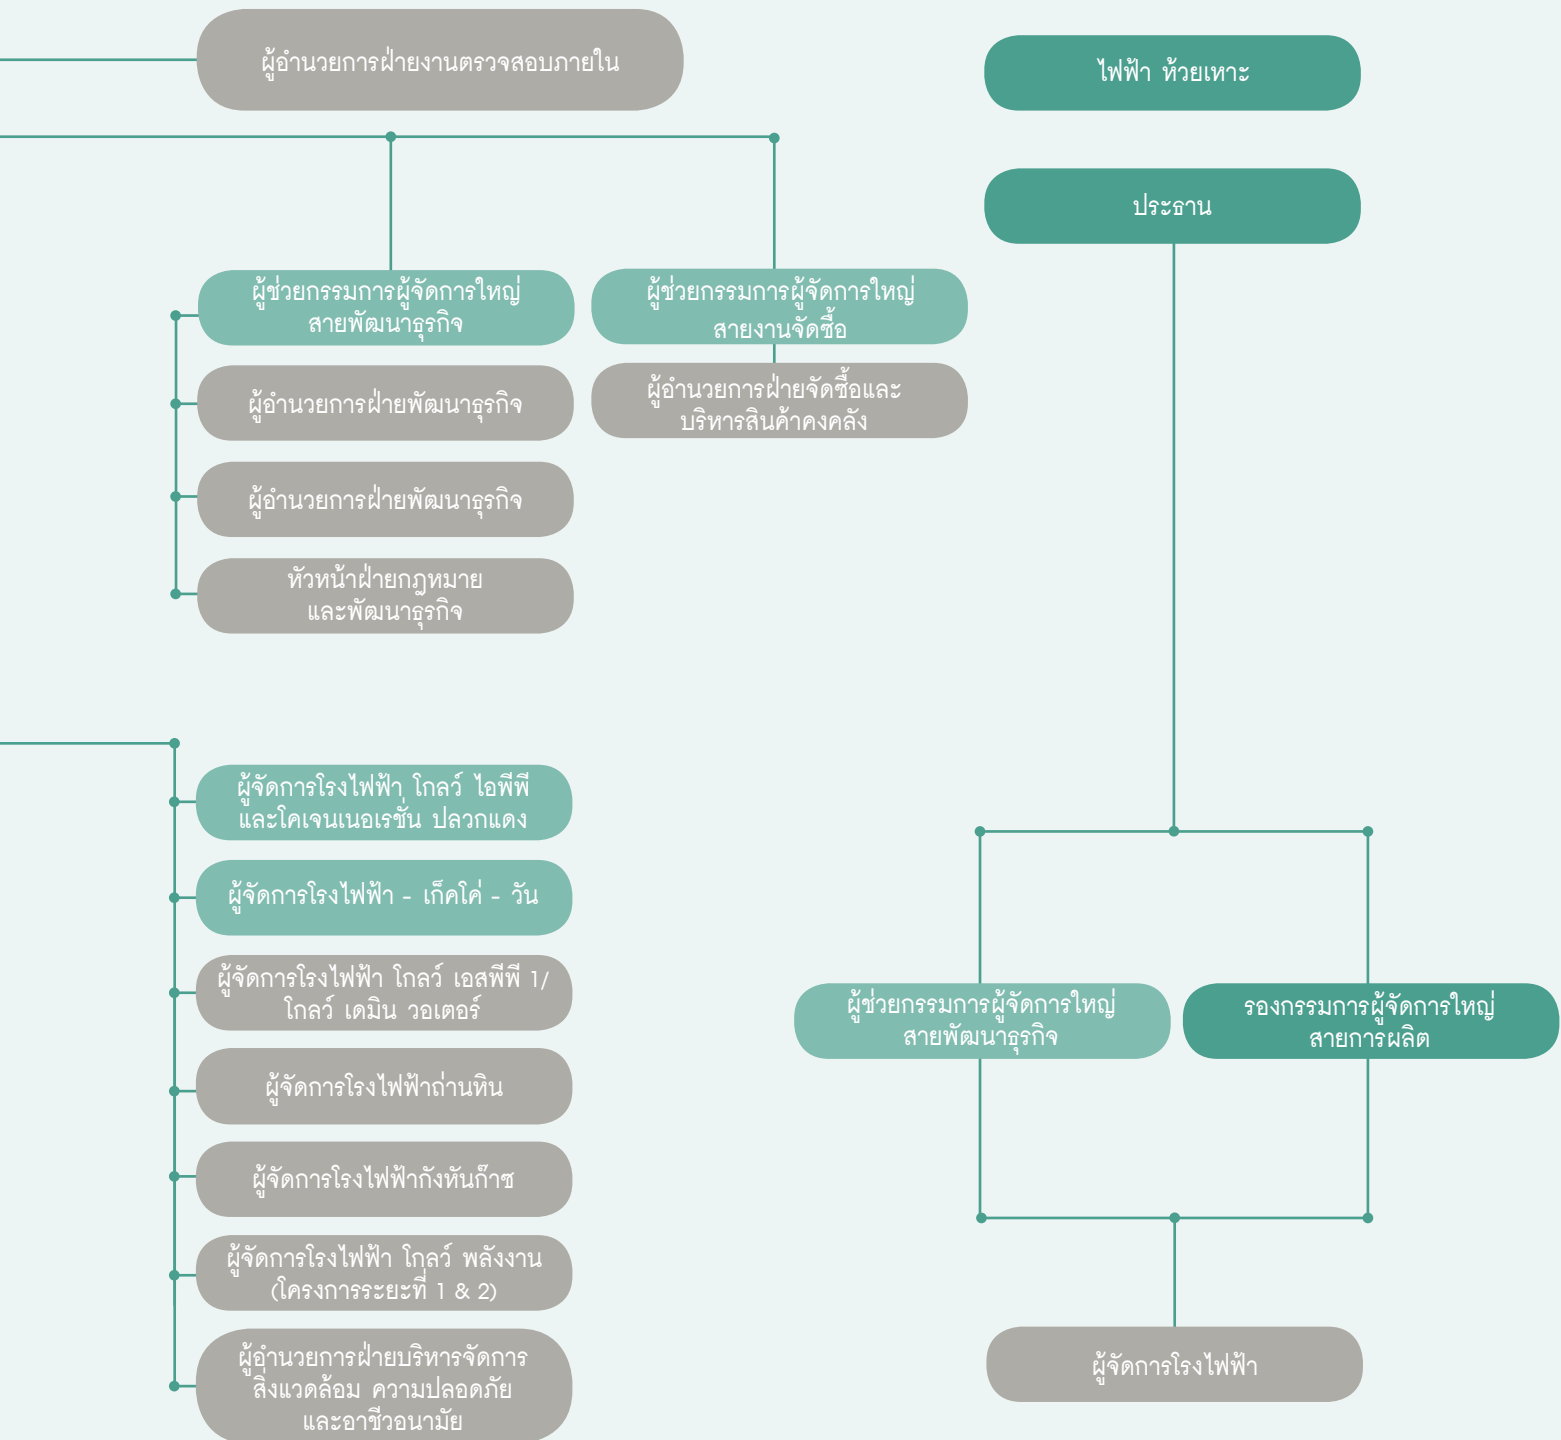 ผู้อำนวยการฝ่ายงานตรวจสอบภายใน
ไฟฟ้า ห้วยเหาะ
ประธาน
ผู้ช่วยกรรมการผู้จัดการใหญ่
สายพัฒนาธุรกิจ
ผู้ช่วยกรรมการผู้จัดการใหญ่
สายงานจัดซื้อ
ผู้อำนวยการฝ่ายพัฒนาธุรกิจ
ผู้อำนวยการฝ่ายจัดซื้อและ
บริหารสินค้าคงคลัง
ผู้อำนวยการฝ่ายพัฒนาธุรกิจ
หัวหน้าฝ่ายกฎหมาย
และพัฒนาธุรกิจ
ผู้จัดการโรงไฟฟ้า โกลว์ ไอพีพี
และโคเจนเนอเรชั่น ปลวกแดง
ผู้จัดการโรงไฟฟ้า - เก็คโค่ - วัน
ผู้จัดการโรงไฟฟ้า โกลว์ เอสพีพี 1/
โกลว์ เดมิน วอเตอร์
ผู้จัดการโรงไฟฟ้าถ่านหิน
ผู้จัดการโรงไฟฟ้ากังหันก๊าซ
ผู้จัดการโรงไฟฟ้า โกลว์ พลังงาน
(โครงการระยะที่ 1 & 2)
ผู้อำนวยการฝ่ายบริหารจัดการ
สิ่งแวดล้อม ความปลอดภัย
และอาชีวอนามัย
ผู้ช่วยกรรมการผู้จัดการใหญ่
สายพัฒนาธุรกิจ
รองกรรมการผู้จัดการใหญ่
สายการผลิต
ผู้จัดการโรงไฟฟ้า